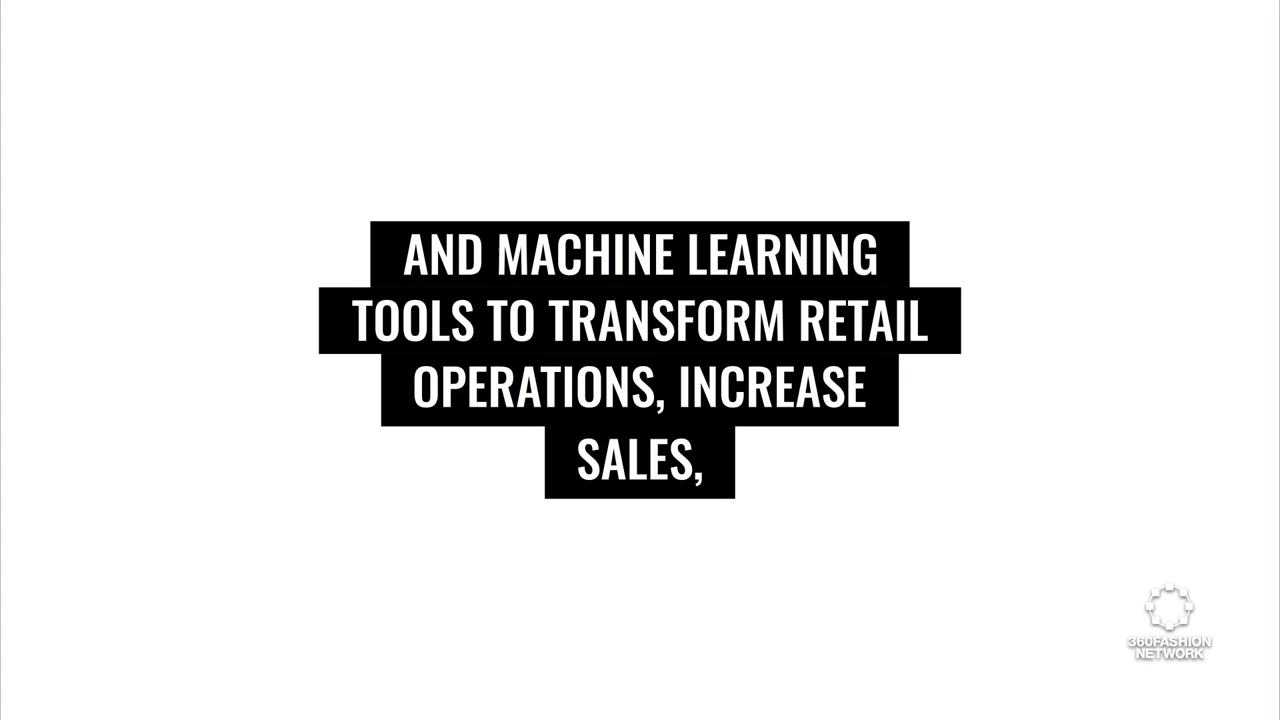 AND MACHINE LEARNING
TOOLS TO TRANSFORM RETAIL
OPERATIONS, INCREASE
SALES,
360FASHION
NETWORK